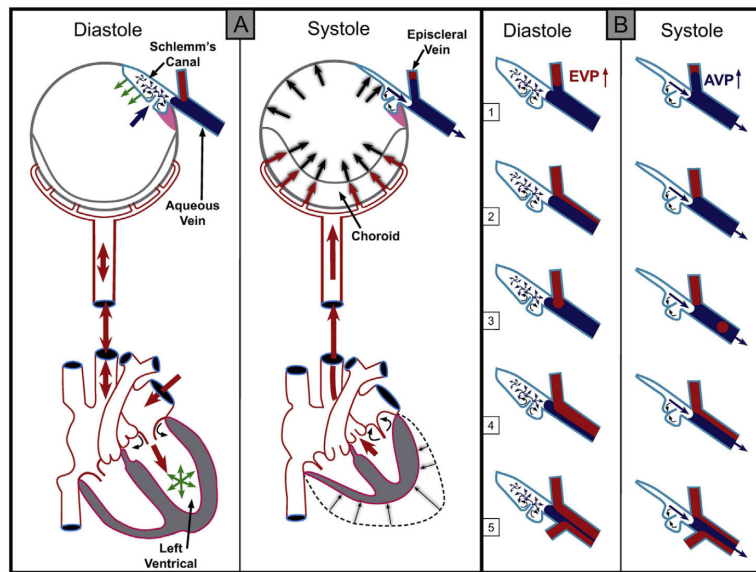 A
B
Diastole
Systole
Diastole
Systole
Schlemm's
Canal
Episcleral
Vein
EVP
AVP
1
Aqueous
Vein
Choroid
2
3
4
5
Left
Ventrical